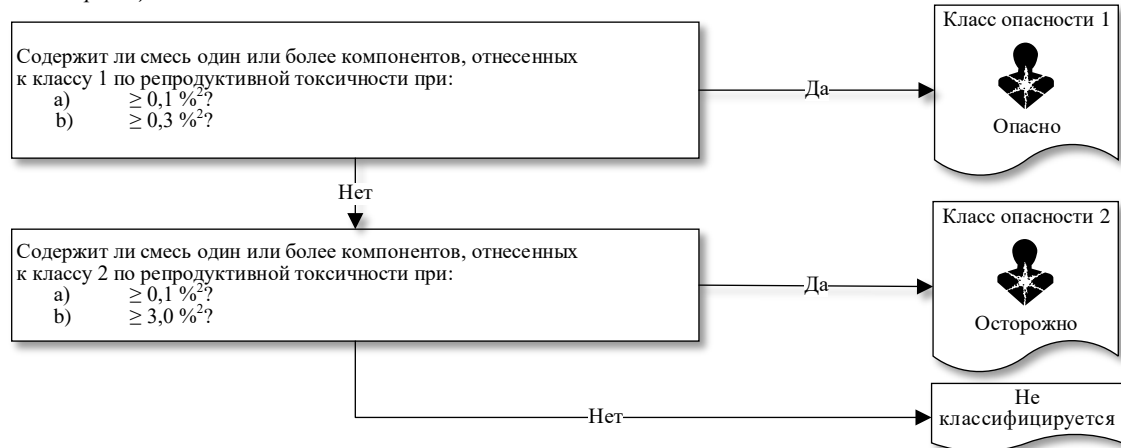 Содержит ли смесь один или более компонентов, отнесенных
к классу 1 по репродуктивной токсичности при:
a) ≥ 0,1 %²?
b) ≥ 0,3 %²?
Да
Класс опасности 1
Опасно
Нет
Содержит ли смесь один или более компонентов, отнесенных
к классу 2 по репродуктивной токсичности при:
a) ≥ 0,1 %²?
b) ≥ 3,0 %²?
Да
Класс опасности 2
Осторожно
Нет
Не
классифицируется